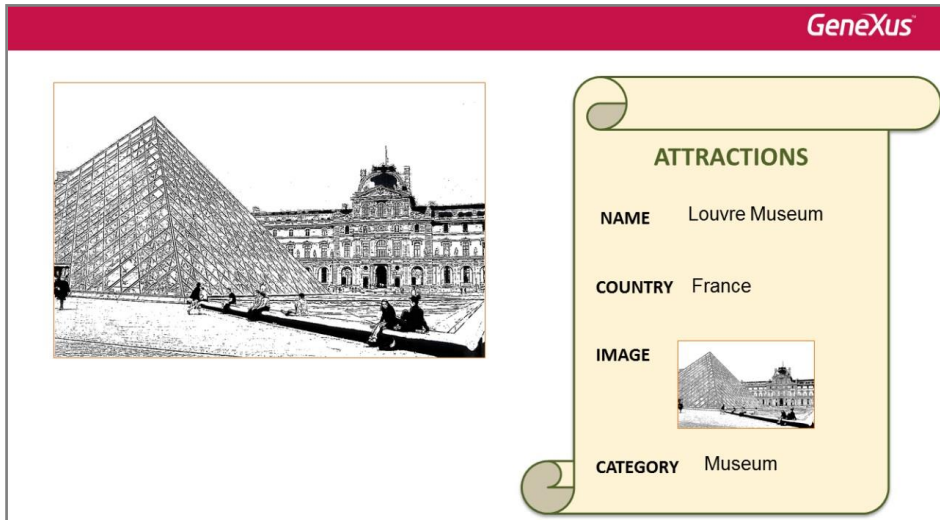 GeneXus
ATTRACTIONS
NAME Louvre Museum
COUNTRY France
IMAGE
CATEGORY Museum